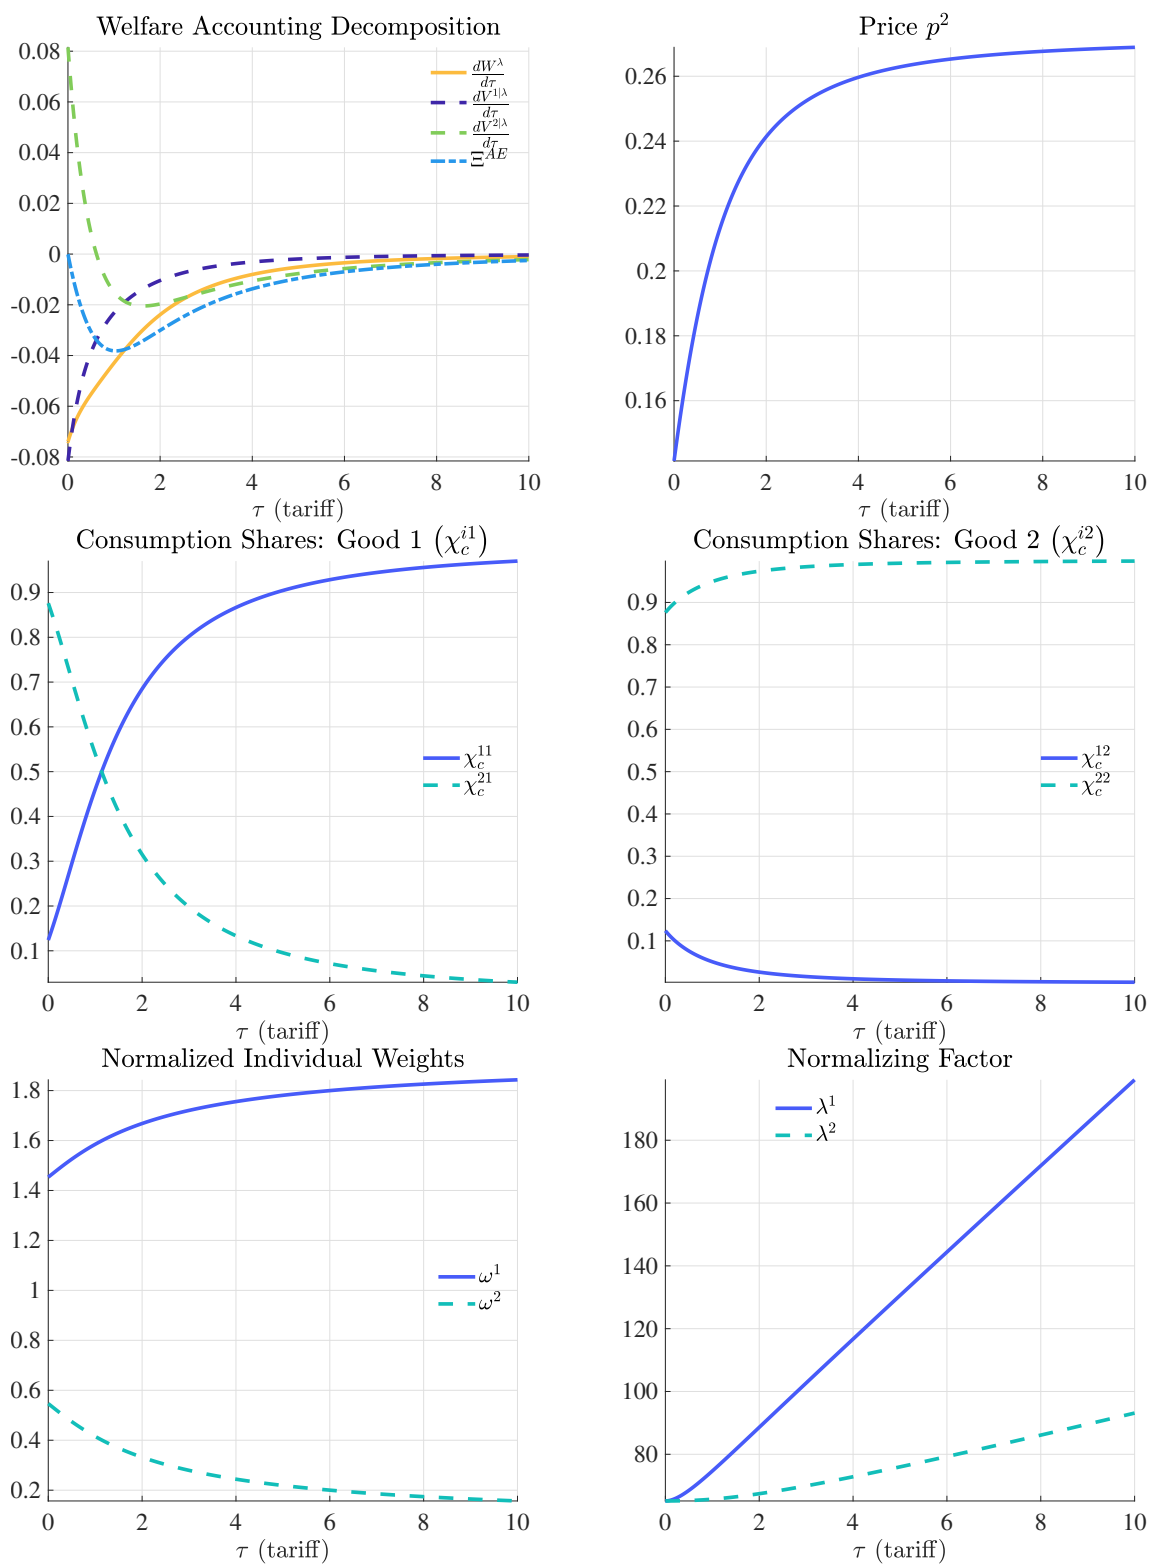 Welfare Accounting Decomposition
0.08
0.06
0.04
0.02
0
-0.02
-0.04
-0.06
-0.08
0 2 4 6 8 10
τ (tariff)
dW^λ/dτ
dV^{1|λ}/dτ
dV^{2|λ}/dτ
Ξ^{AE}
Price p²
0.26
0.24
0.22
0.2
0.18
0.16
0 2 4 6 8 10
τ (tariff)
Consumption Shares: Good 1 (χ_c^{i1})
0.9
0.8
0.7
0.6
0.5
0.4
0.3
0.2
0.1
0 2 4 6 8 10
τ (tariff)
χ_c^{11}
χ_c^{21}
Consumption Shares: Good 2 (χ_c^{i2})
0.9
0.8
0.7
0.6
0.5
0.4
0.3
0.2
0.1
0 2 4 6 8 10
τ (tariff)
χ_c^{12}
χ_c^{22}
Normalized Individual Weights
1.8
1.6
1.4
1.2
1
0.8
0.6
0.4
0.2
0 2 4 6 8 10
τ (tariff)
ω¹
ω²
Normalizing Factor
λ¹
λ²
180
160
140
120
100
80
0 2 4 6 8 10
τ (tariff)